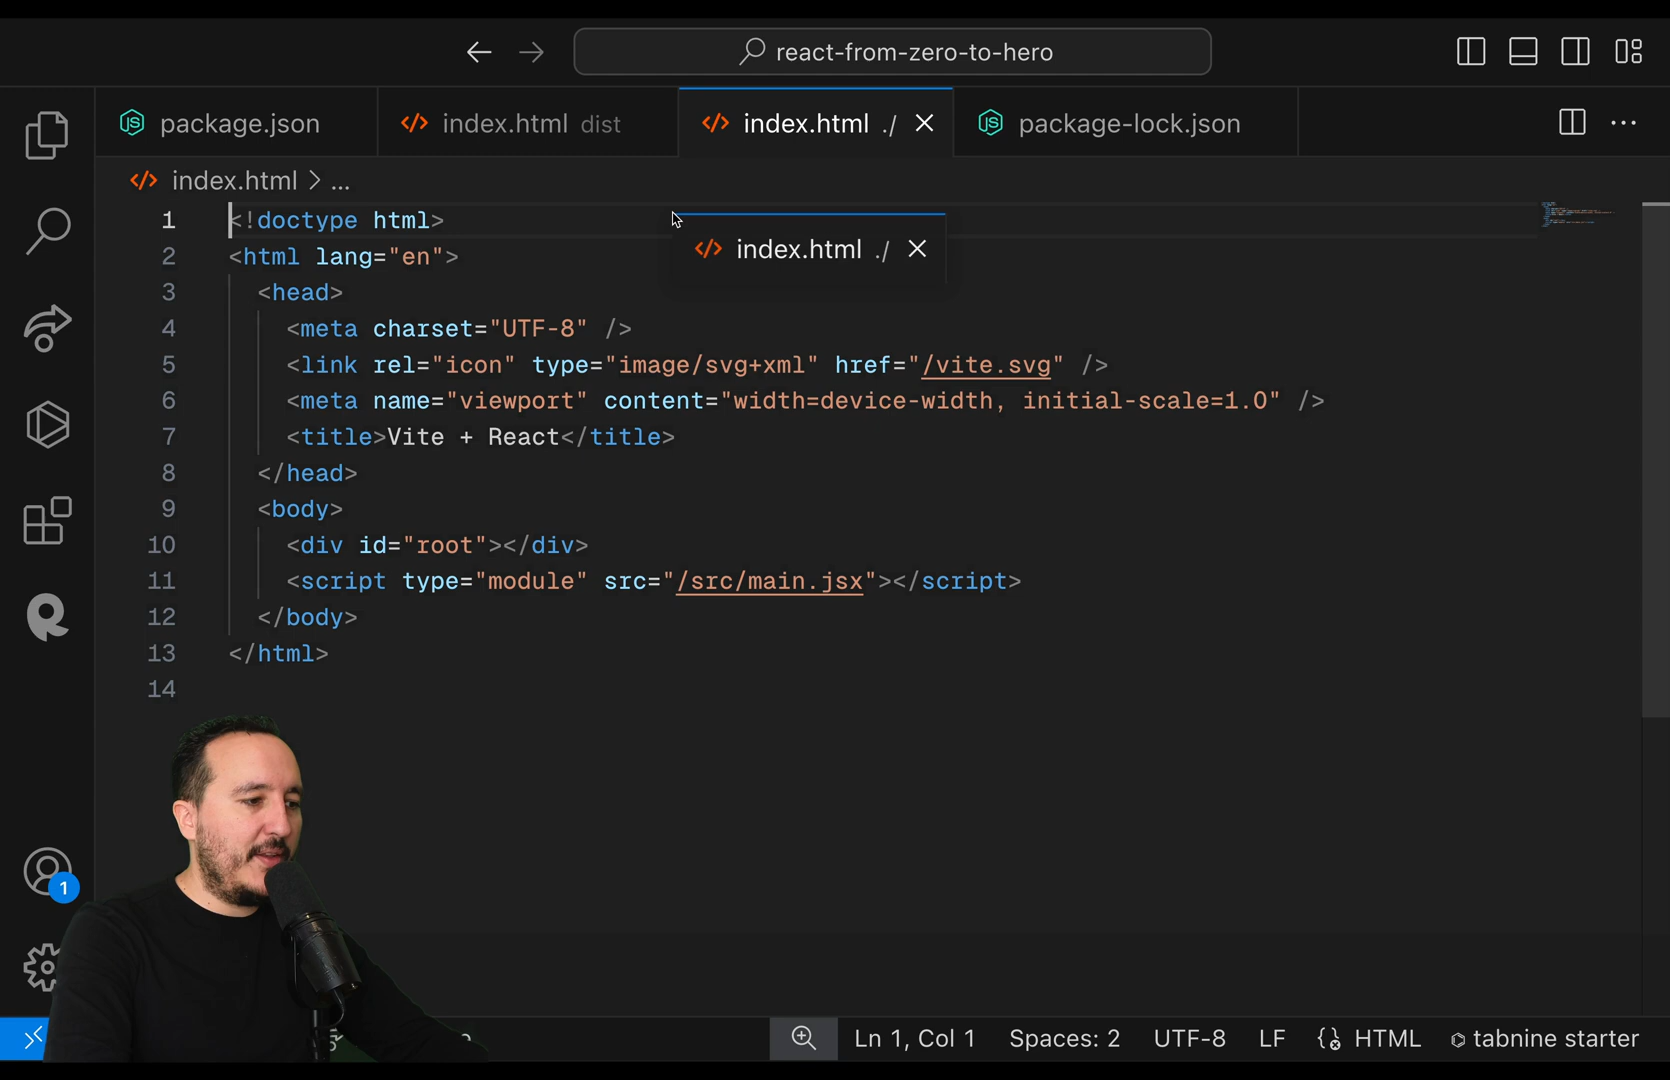 react-from-zero-to-hero
package.json
index.html dist
index.html ./
package-lock.json
index.html > ...
1 <!doctype html>
index.html ./
2 <html lang="en">
3 <head>
4 <meta charset="UTF-8" />
5 <link rel="icon" type="image/svg+xml" href="/vite.svg" />
6 <meta name="viewport" content="width=device-width, initial-scale=1.0" />
7 <title>Vite + React</title>
8 </head>
9 <body>
10 <div id="root"></div>
11 <script type="module" src="/src/main.jsx"></script>
12 </body>
13 </html>
14
1
Ln 1, Col 1 Spaces: 2 UTF-8 LF HTML tabnine starter